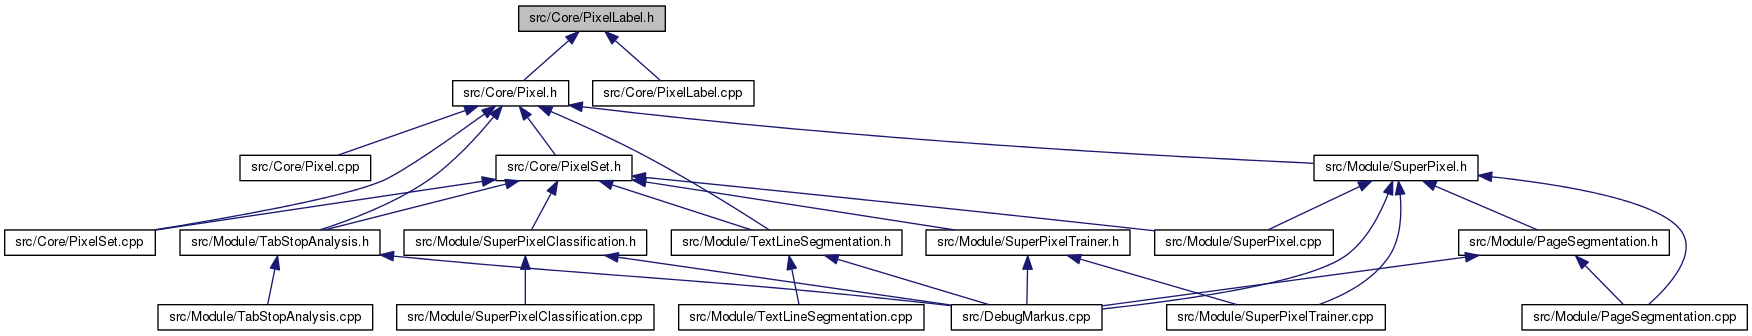 src/Core/PixelLabel.h
src/Core/Pixel.h
src/Core/PixelLabel.cpp
src/Core/Pixel.cpp
src/Core/PixelSet.h
src/Module/SuperPixel.h
src/Core/PixelSet.cpp
src/Module/TabStopAnalysis.h
src/Module/SuperPixelClassification.h
src/Module/TextLineSegmentation.h
src/Module/SuperPixelTrainer.h
src/Module/SuperPixel.cpp
src/Module/PageSegmentation.h
src/Module/TabStopAnalysis.cpp
src/Module/SuperPixelClassification.cpp
src/Module/TextLineSegmentation.cpp
src/DebugMarkus.cpp
src/Module/SuperPixelTrainer.cpp
src/Module/PageSegmentation.cpp